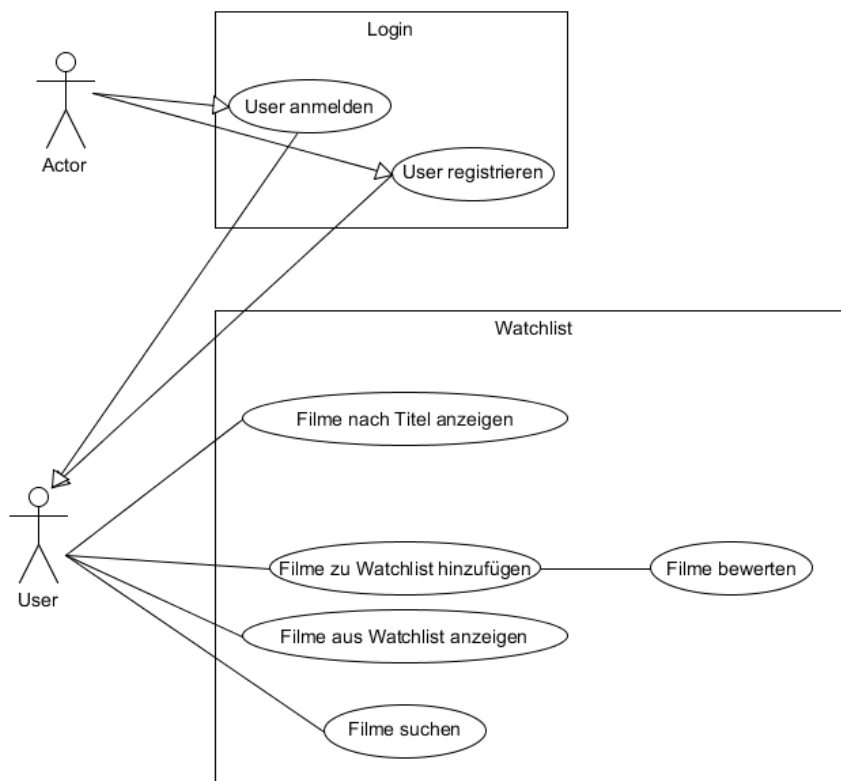 Login
User anmelden
Actor
User registrieren
Watchlist
Filme nach Titel anzeigen
Filme zu Watchlist hinzufügen
Filme bewerten
User
Filme aus Watchlist anzeigen
Filme suchen